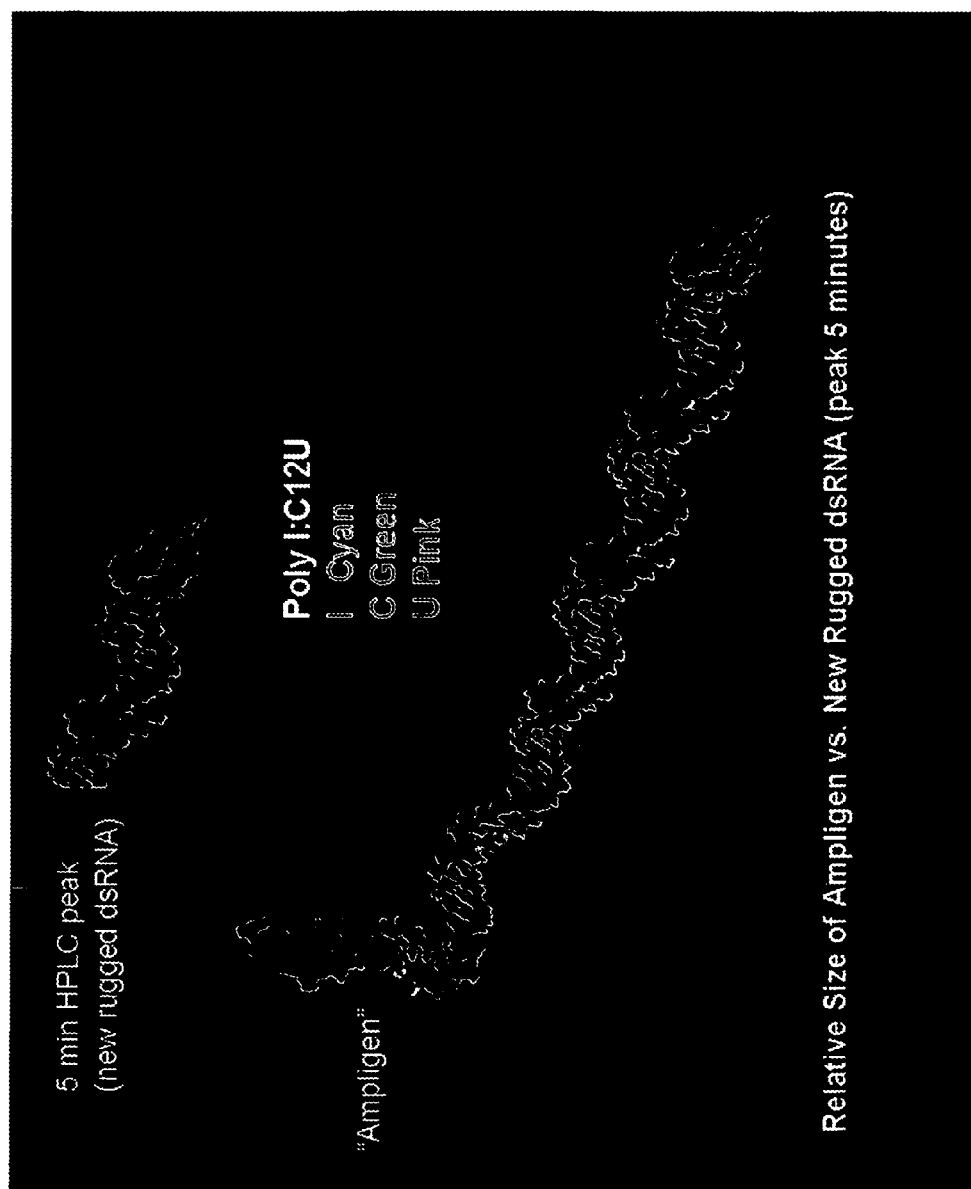 5 min HPLC peak
(new rugged dsRNA)
Poly I:C12U
I Cyan
C Green
U Pink
"Ampligen"
Relative Size of Ampligen vs. New Rugged dsRNA (peak 5 minutes)